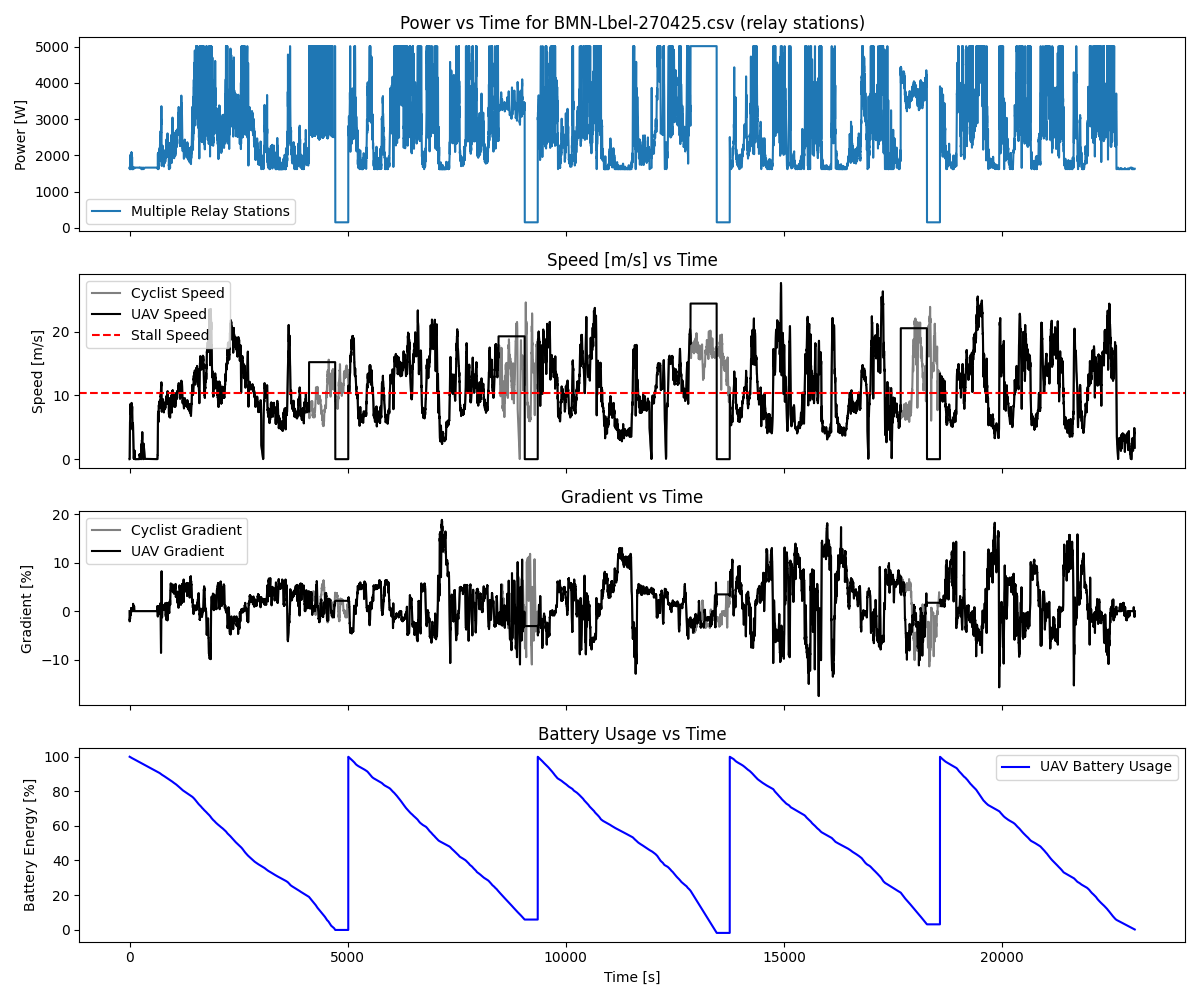 Power vs Time for BMN-Lbel-270425.csv (relay stations)
5000
4000
3000
2000
1000
0
Power [W]
Multiple Relay Stations
Speed [m/s] vs Time
20
10
0
Speed [m/s]
Cyclist Speed
UAV Speed
Stall Speed
Gradient vs Time
20
10
0
−10
Gradient [%]
Cyclist Gradient
UAV Gradient
Battery Usage vs Time
100
80
60
40
20
0
Battery Energy [%]
UAV Battery Usage
0
5000
10000
15000
20000
Time [s]